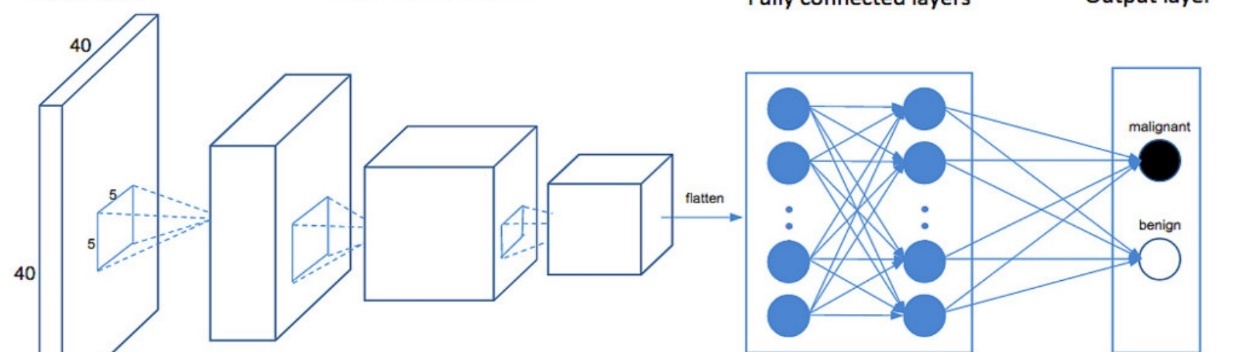 Fully connected layers
Output layer
40
5
5
40
flatten
malignant
benign